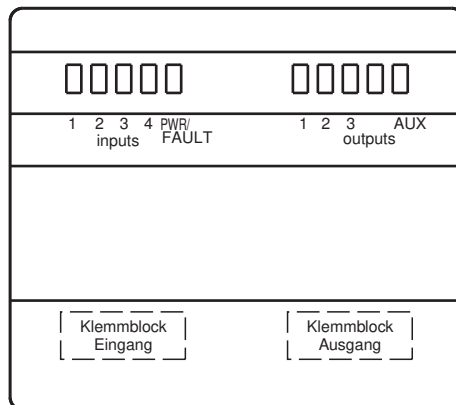 1 2 3 4 PWR/ FAULT
inputs
1 2 3 AUX
outputs
Klemmblock
Eingang
Klemmblock
Ausgang